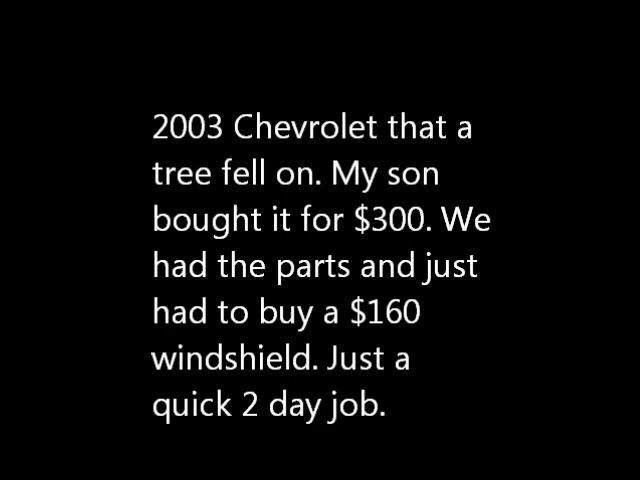 2003 Chevrolet that a
tree fell on. My son
bought it for $300. We
had the parts and just
had to buy a $160
windshield. Just a
quick 2 day job.